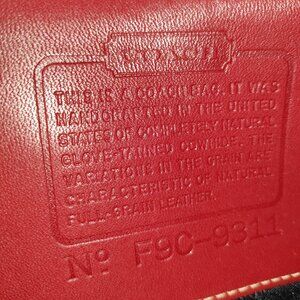 COACH
THIS IS A COACH BAG. IT WAS
HANDCRAFTED IN THE UNITED
STATES OF COMPLETELY NATURAL
GLOVE-TANNED COWHIDE. THE
VARIATIONS IN THE GRAIN ARE
CHARACTERISTIC OF NATURAL
FULL-GRAIN LEATHER.
Nº F9C-9311